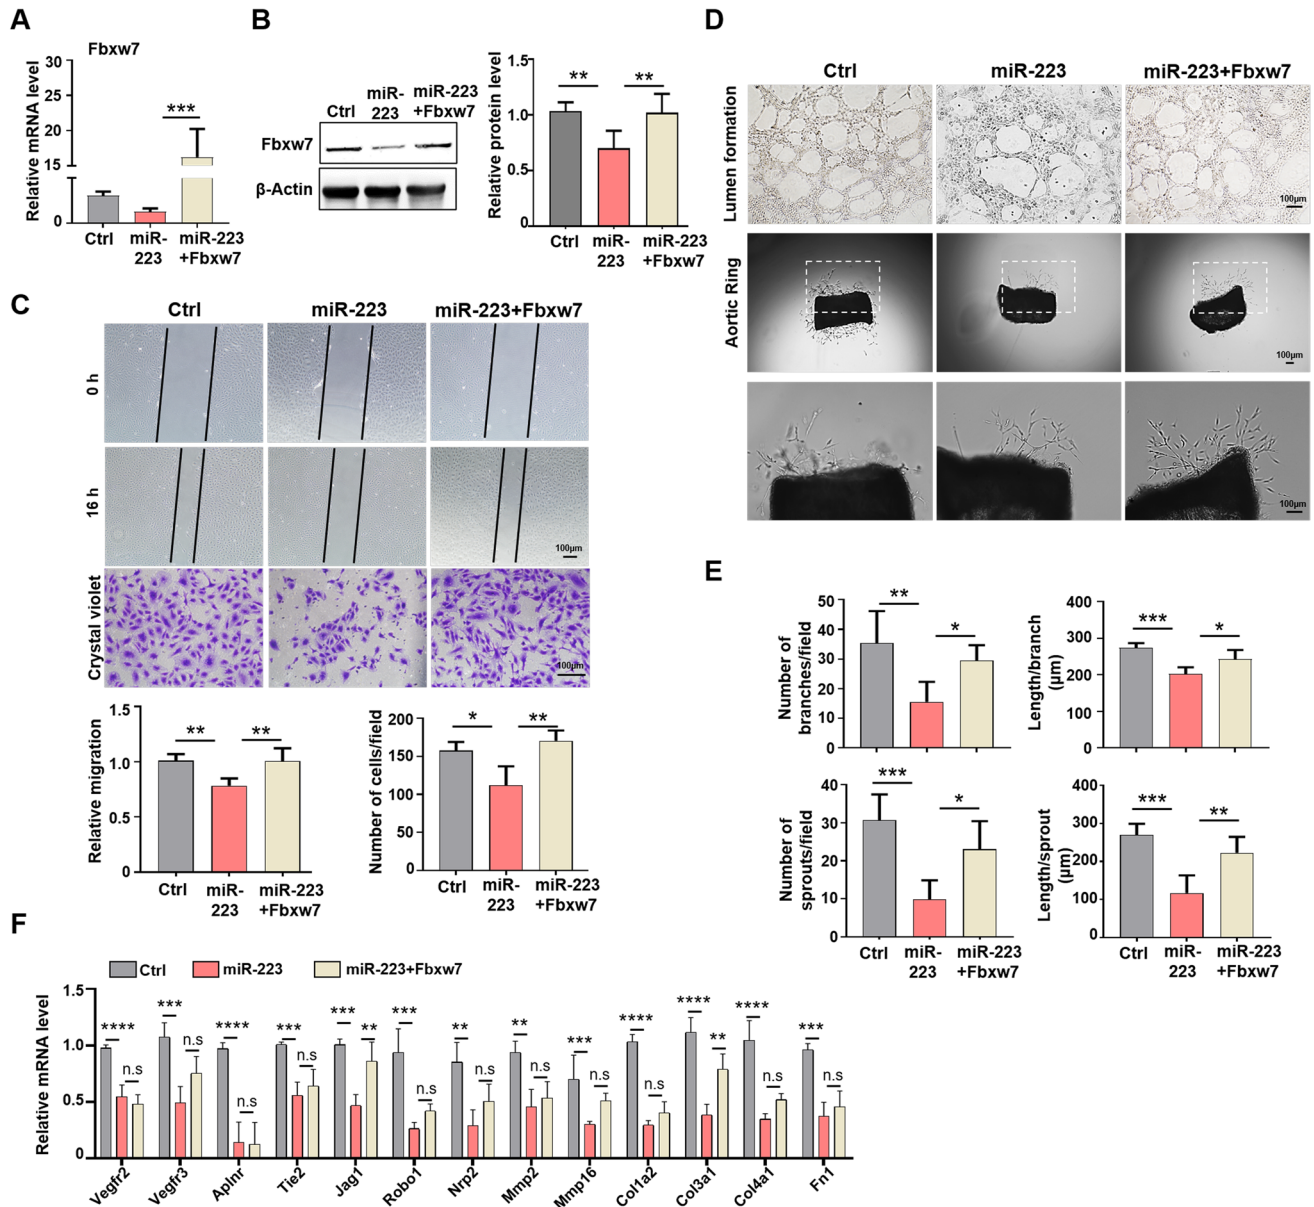 A
Fbxw7
Relative mRNA level
30
20
15
0
***
Ctrl
miR-
223
miR-223
+Fbxw7
B
Ctrl
miR-
223
miR-223
+Fbxw7
Fbxw7
β-Actin
Relative protein level
1.5
1.0
0.5
0
**
**
Ctrl
miR-
223
miR-223
+Fbxw7
C
Ctrl
miR-223
miR-223+Fbxw7
0 h
16 h
100μm
Crystal violet
100μm
Relative migration
1.5
1.0
0.5
0
**
**
Ctrl
miR-
223
miR-223
+Fbxw7
Number of cells/field
200
150
100
50
0
*
**
Ctrl
miR-
223
miR-223
+Fbxw7
D
Ctrl
miR-223
miR-223+Fbxw7
Lumen formation
100μm
Aortic Ring
100μm
100μm
E
Number of
branches/field
50
40
30
20
10
0
**
*
Length/branch
(μm)
400
300
200
100
0
***
*
Number of
sprouts/field
40
30
20
10
0
***
*
Ctrl
miR-
223
miR-223
+Fbxw7
Length/sprout
(μm)
400
300
200
100
0
***
**
Ctrl
miR-
223
miR-223
+Fbxw7
F
Ctrl
miR-223
miR-223+Fbxw7
Relative mRNA level
1.5
1.0
0.5
0
**** n.s
*** n.s
**** n.s
*** n.s
*** **
*** n.s
** n.s
** n.s
*** n.s
**** n.s
**** **
**** n.s
*** n.s
Vegfr2
Vegfr3
Aplnr
Tie2
Jag1
Robo1
Nrp2
Mmp2
Mmp16
Col1a2
Col3a1
Col4a1
Fn1